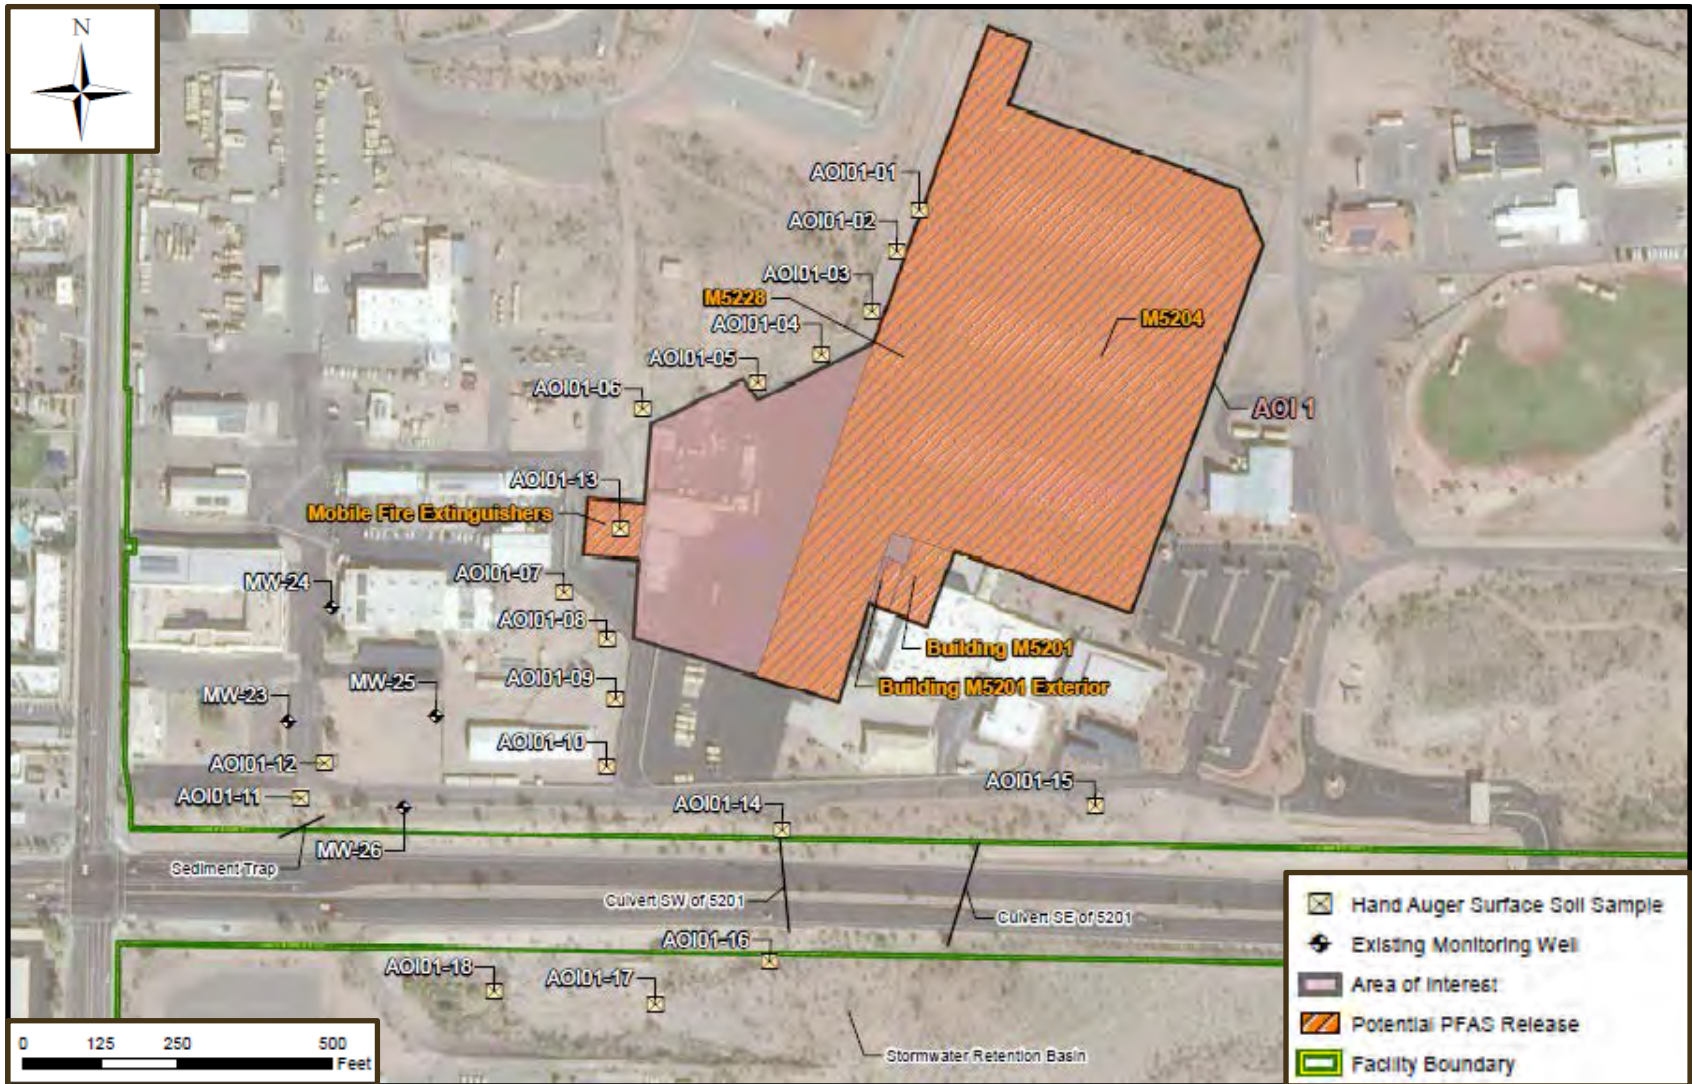 N
AOI01-01
AOI01-02
AOI01-03
M5228
AOI01-04
M5204
AOI01-05
AOI01-06
AOI 1
AOI01-13
Mobile Fire Extinguishers
AOI01-07
MW-24
AOI01-08
Building M5201
AOI01-09
MW-25
Building M5201 Exterior
MW-23
AOI01-10
AOI01-12
AOI01-15
AOI01-11
AOI01-14
MW-26
Sediment Trap
Culvert SW of 5201
Culvert SE of 5201
AOI01-16
AOI01-18
AOI01-17
Stormwater Retention Basin
Hand Auger Surface Soil Sample
Existing Monitoring Well
Area of Interest
Potential PFAS Release
Facility Boundary
0 125 250 500
Feet